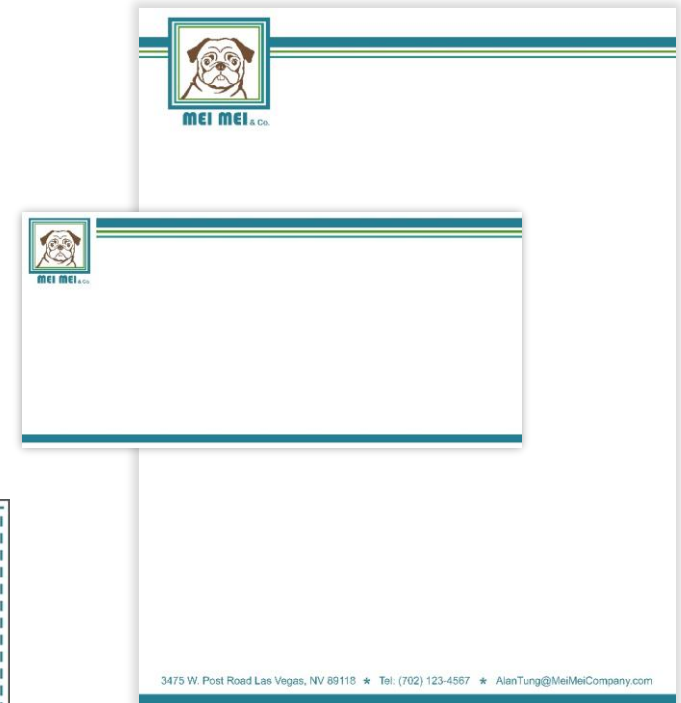 MEI MEI & Co.
MEI MEI & Co.
3475 W. Post Road Las Vegas, NV 89118 ★ Tel: (702) 123-4567 ★ AlanTung@MeiMeiCompany.com